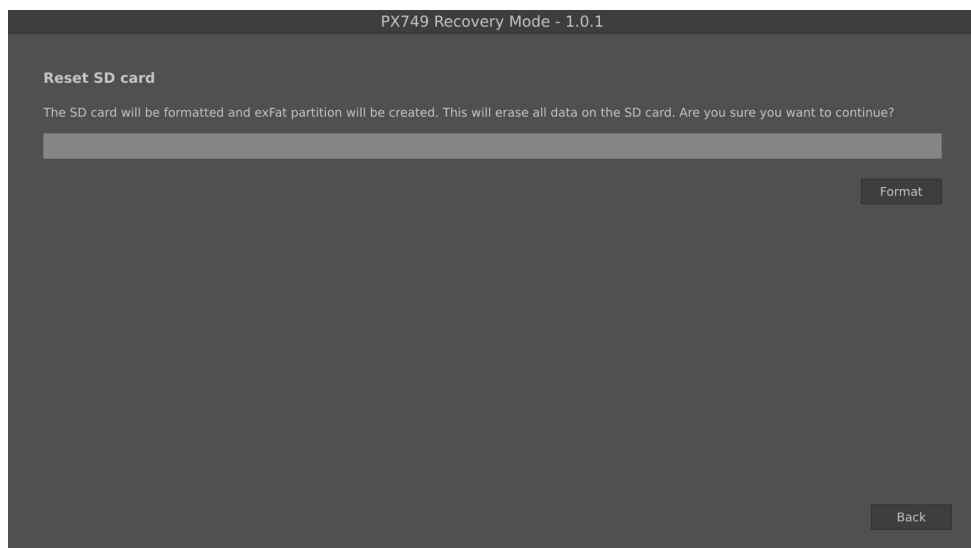 PX749 Recovery Mode - 1.0.1
Reset SD card
The SD card will be formatted and exFat partition will be created. This will erase all data on the SD card. Are you sure you want to continue?
Format
Back